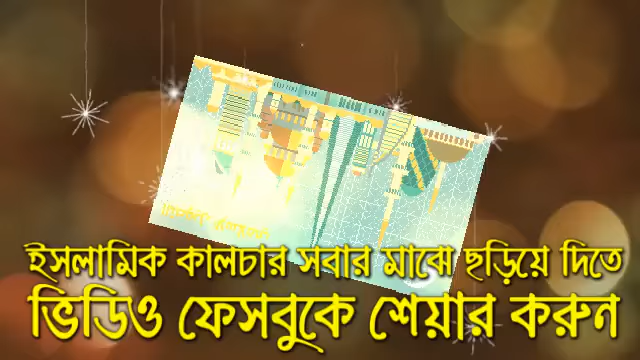 ইসলামিক কালচার সবার মাঝে ছড়িয়ে দিতে
ভিডিও ফেসবুকে শেয়ার করুন